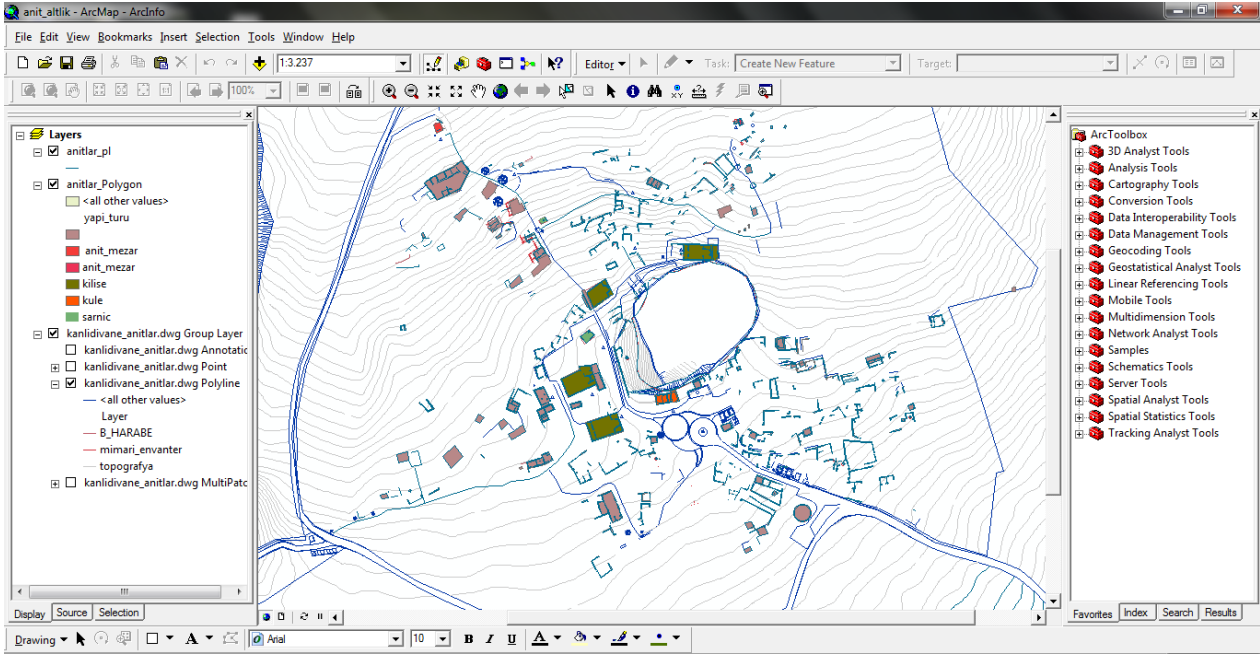 anit_altlik - ArcMap - ArcInfo
File Edit View Bookmarks Insert Selection Tools Window Help
1:3.237 Editor Task: Create New Feature Target:
100%
Layers
anitlar_pl
anitlar_Polygon
<all other values>
yapi_turu
anit_mezar
anit_mezar
kilise
kule
sarnic
kanlidivane_anitlar.dwg Group Layer
kanlidivane_anitlar.dwg Annotatic
kanlidivane_anitlar.dwg Point
kanlidivane_anitlar.dwg Polyline
<all other values>
Layer
B_HARABE
mimari_envanter
topografya
kanlidivane_anitlar.dwg MultiPatc
Display Source Selection
ArcToolbox
3D Analyst Tools
Analysis Tools
Cartography Tools
Conversion Tools
Data Interoperability Tools
Data Management Tools
Geocoding Tools
Geostatistical Analyst Tools
Linear Referencing Tools
Mobile Tools
Multidimension Tools
Network Analyst Tools
Samples
Schematics Tools
Server Tools
Spatial Analyst Tools
Spatial Statistics Tools
Tracking Analyst Tools
Favorites Index Search Results
Drawing A Arial 10 B I U A